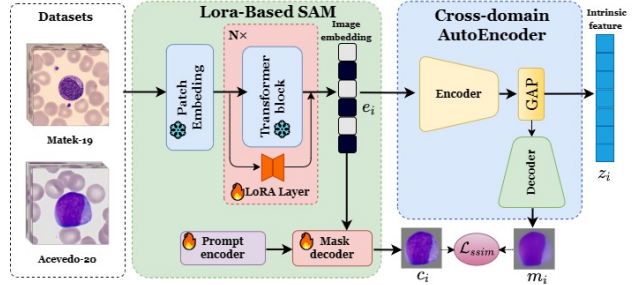 Datasets
Matek-19
Acevedo-20
Lora-Based SAM
Patch
Embeding
N×
Transformer
block
LoRA Layer
Image
embedding
e_i
Prompt
encoder
Mask
decoder
Cross-domain
AutoEncoder
Encoder
GAP
Decoder
Intrinsic
feature
z_i
c_i
L_ssim
m_i